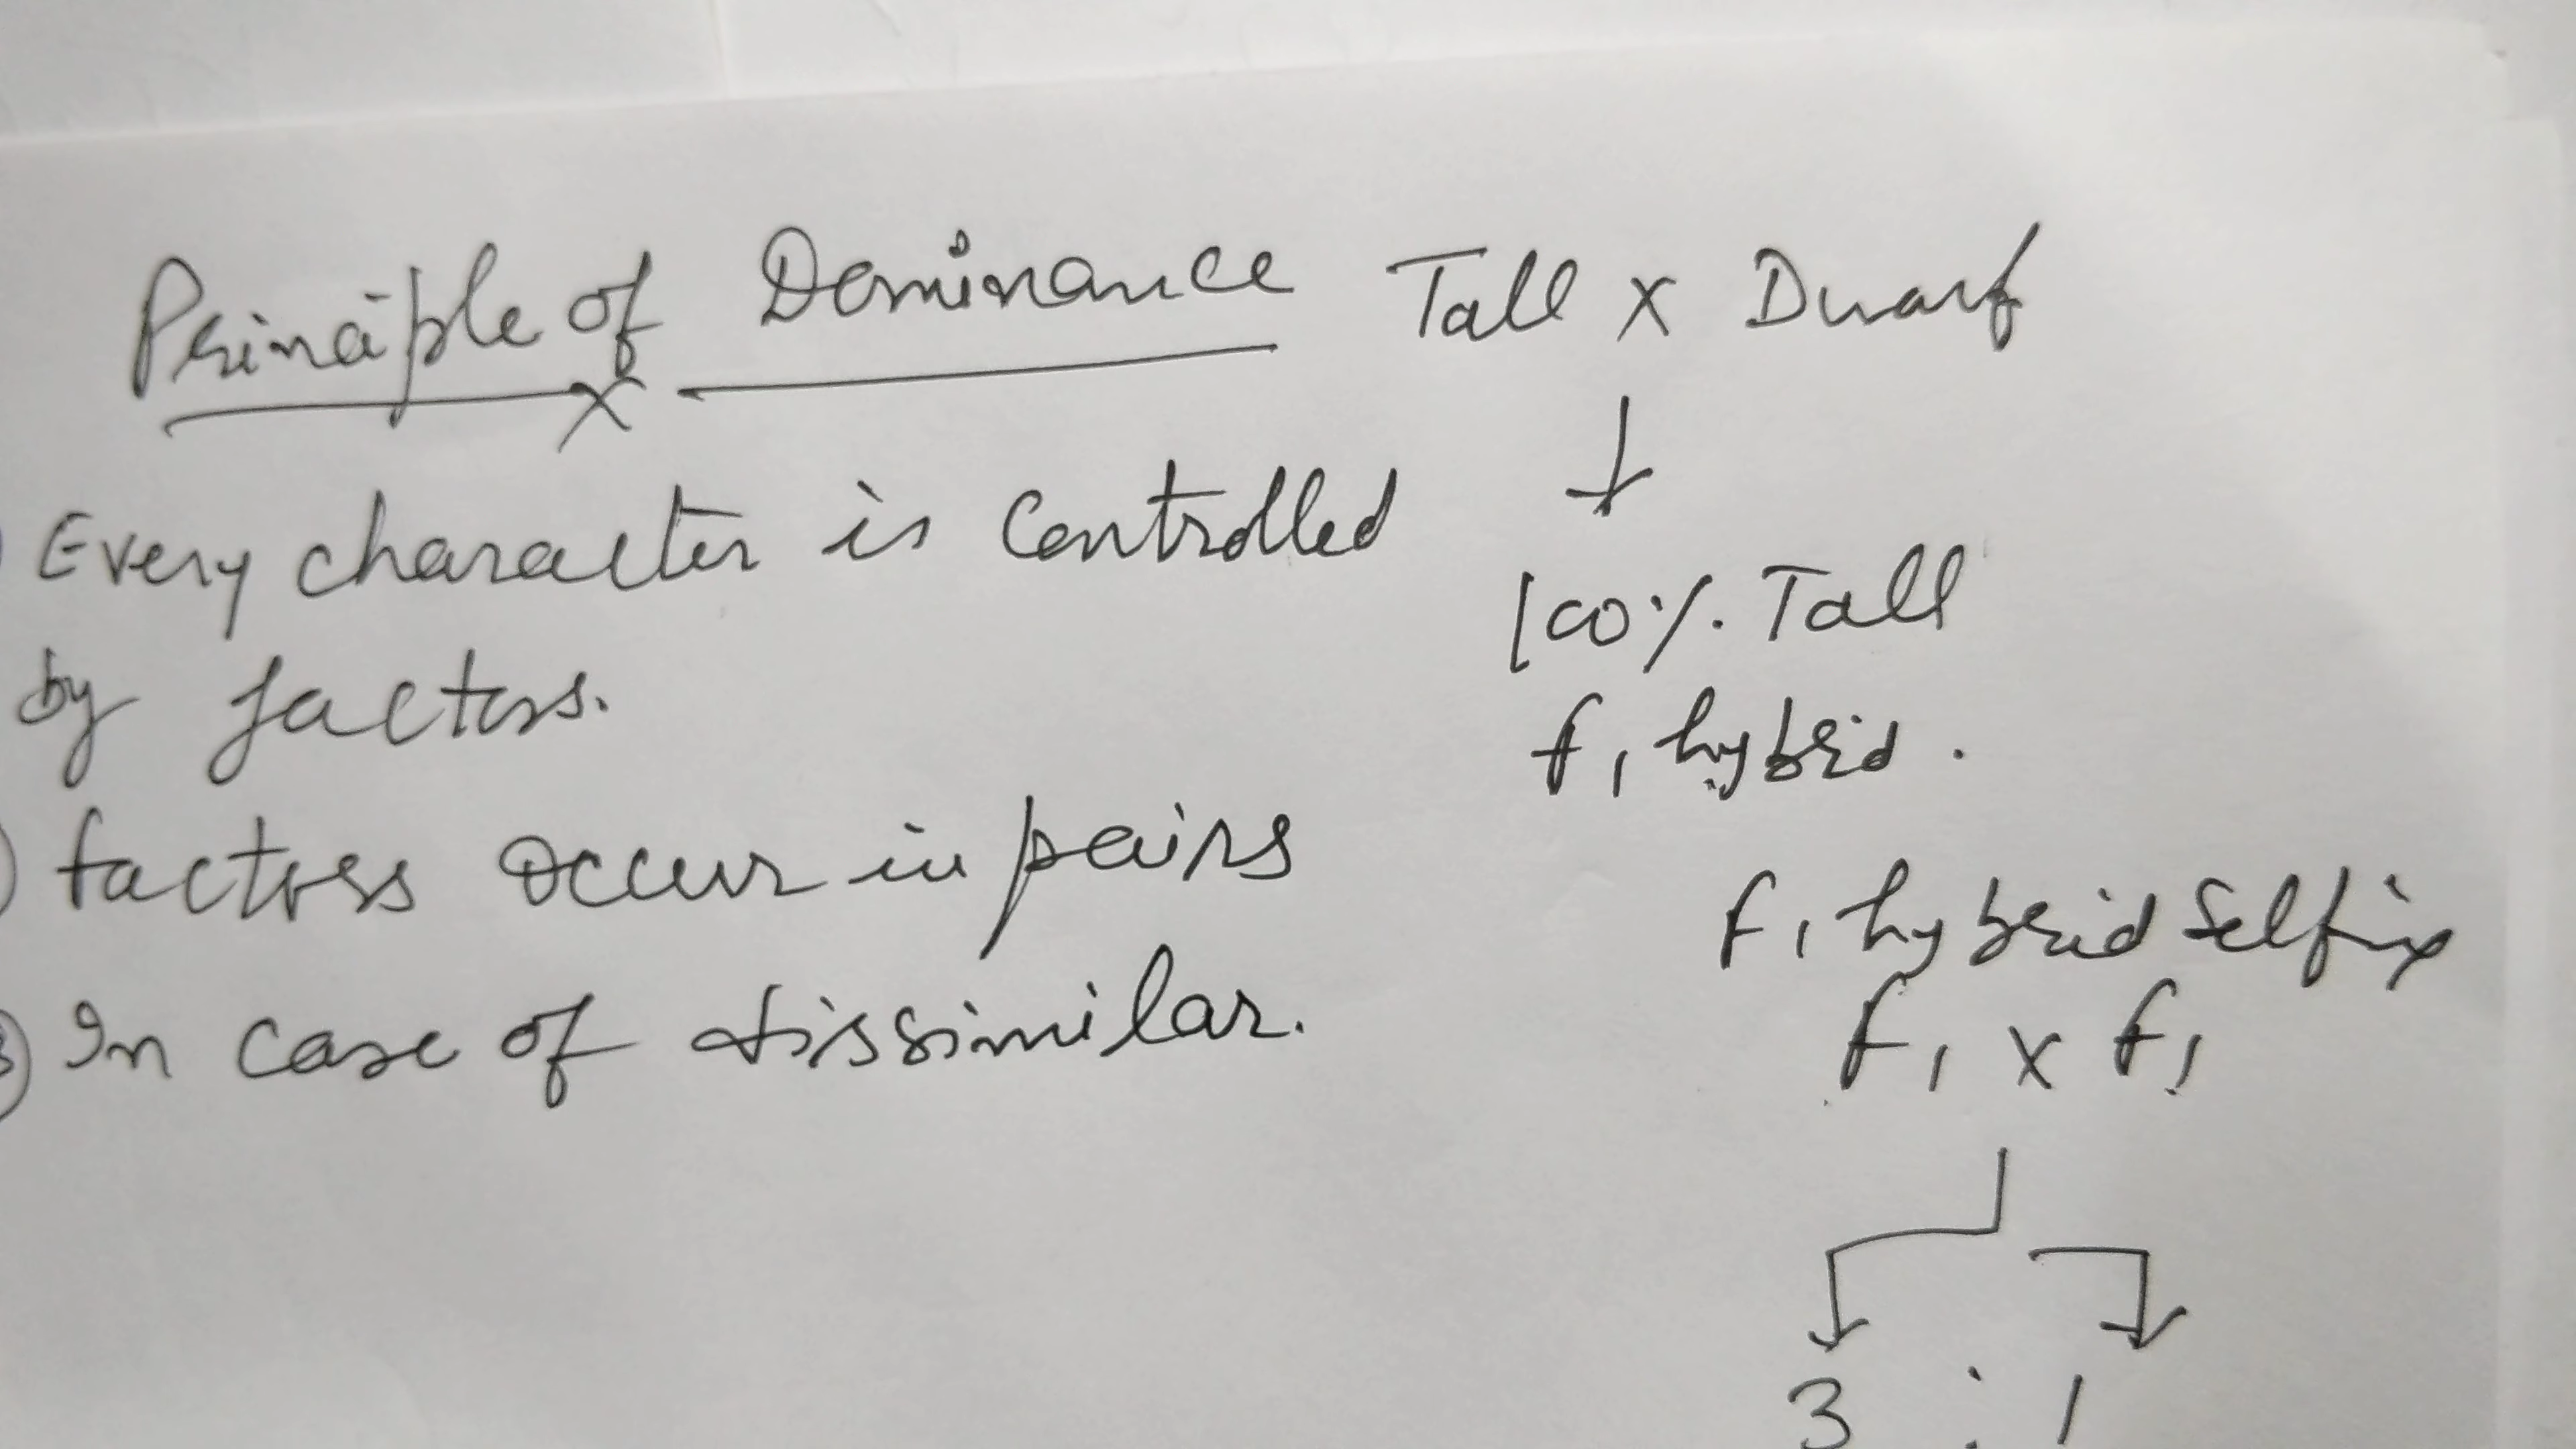 Principle of Dominance
Every character is controlled
by factors.
factors occur in pairs
3 In case of dissimilar.
Tall x Dwarf
100% Tall
F1 hybrid.
F1 hybrid Selfing
F1 x F1
3 : 1